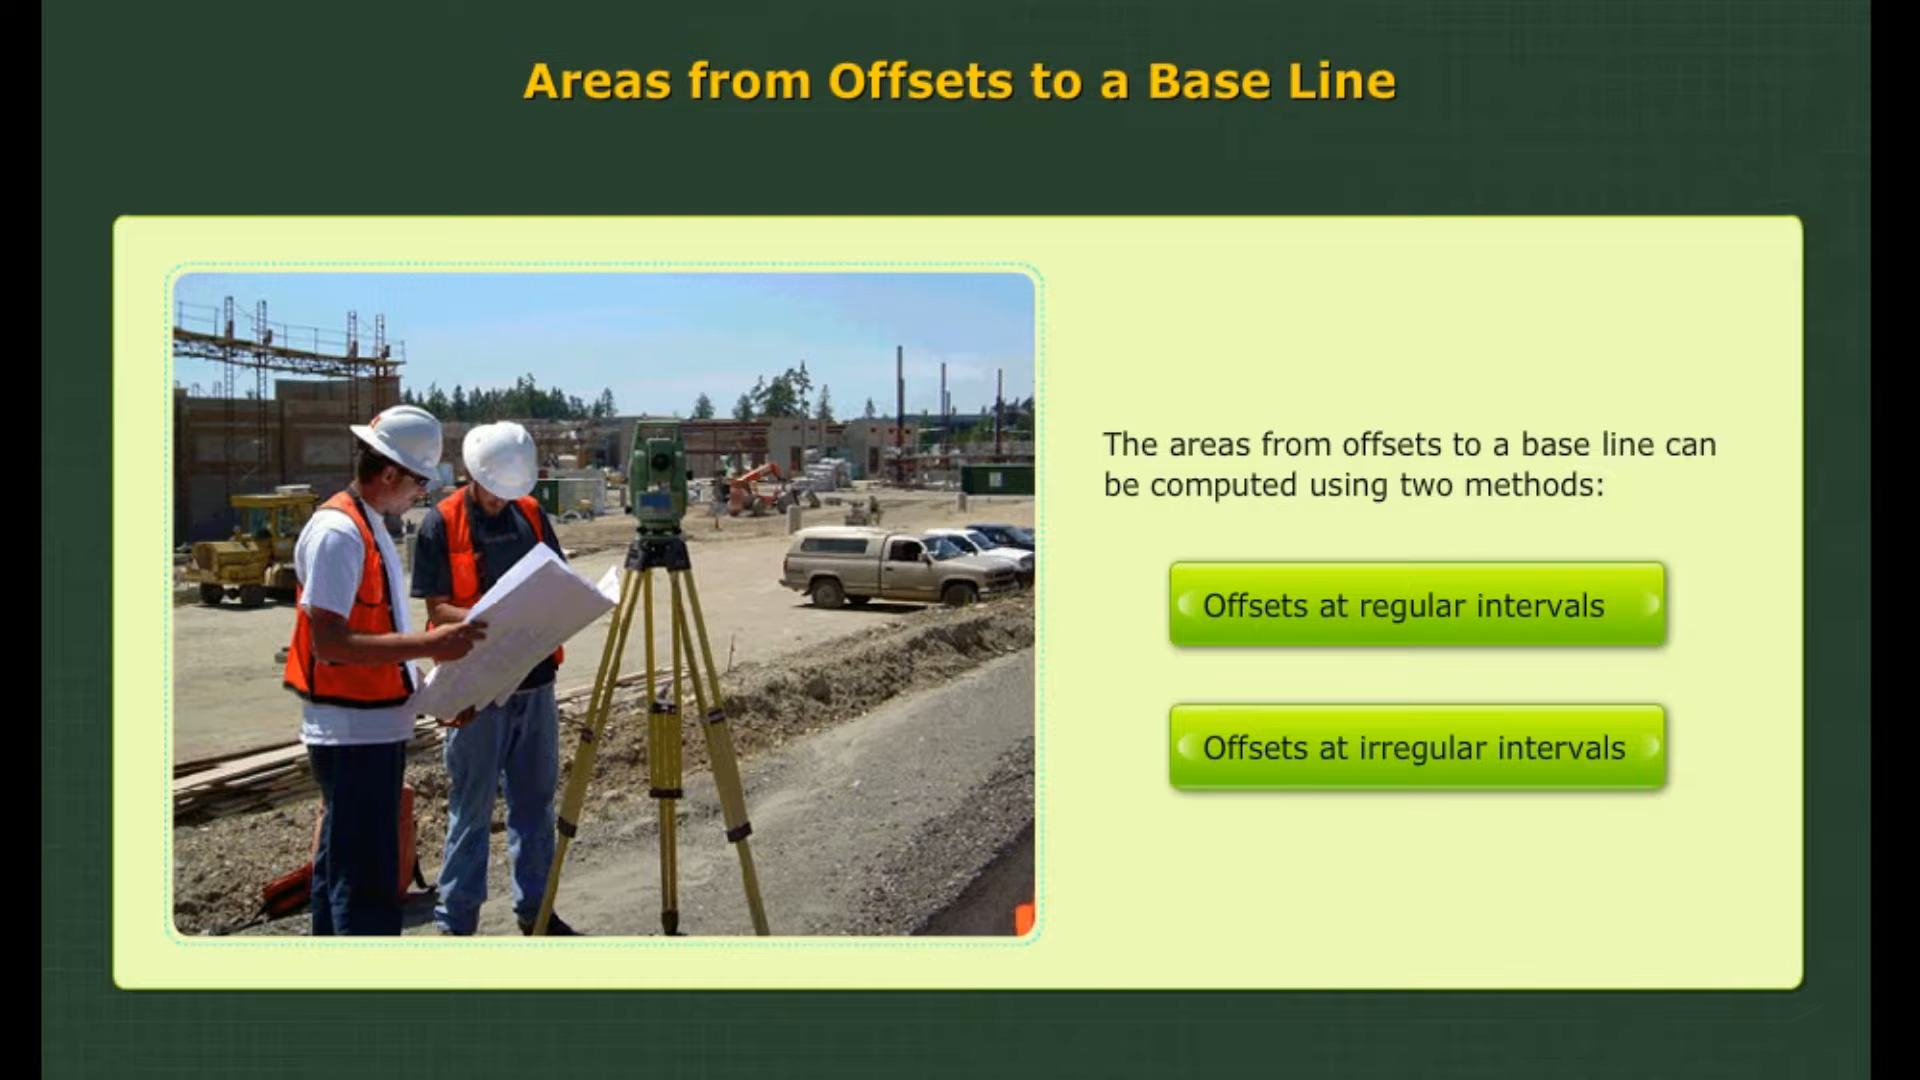 Areas from Offsets to a Base Line
The areas from offsets to a base line can
be computed using two methods:
Offsets at regular intervals
Offsets at irregular intervals